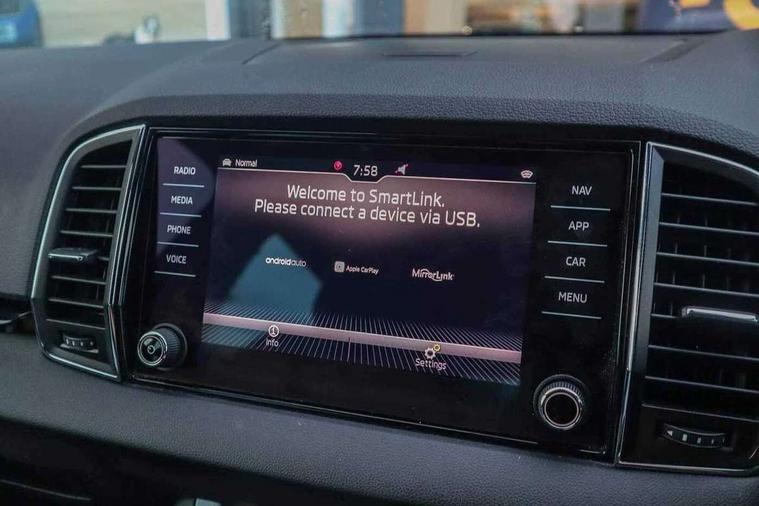 RADIO
MEDIA
PHONE
VOICE
Normal
7:58
Welcome to SmartLink.
Please connect a device via USB.
androidauto
Apple CarPlay
MirrorLink
Info
Settings
NAV
APP
CAR
MENU